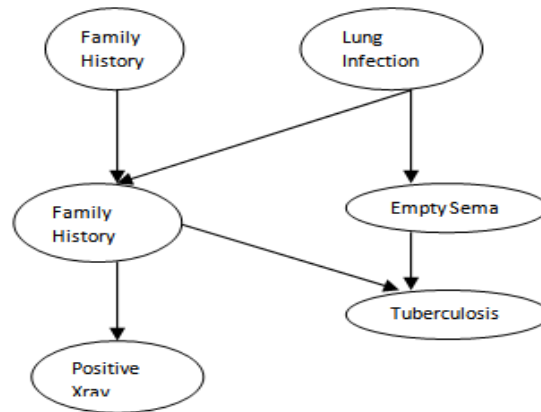 Family
History
Lung
Infection
Family
History
Empty Sema
Tuberculosis
Positive
Xray